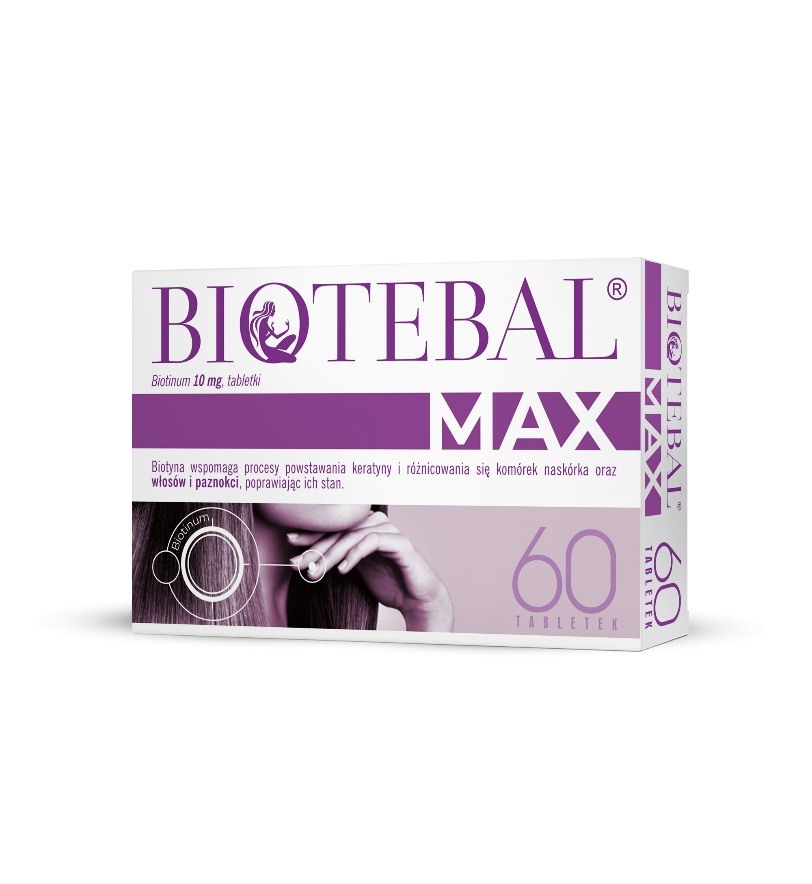 BIOTEBAL®
Biotinum 10 mg, tabletki
MAX
Biotyna wspomaga procesy powstawania keratyny i różnicowania się komórek naskórka oraz
włosów i paznokci, poprawiając ich stan.
Biotinum
60
TABLETEK
BIOTEBAL®
MAX
60
TABLETEK